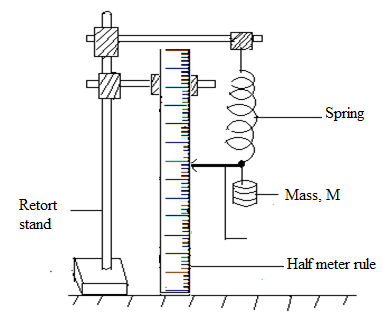 Spring
Mass, M
Retort
stand
Half meter rule